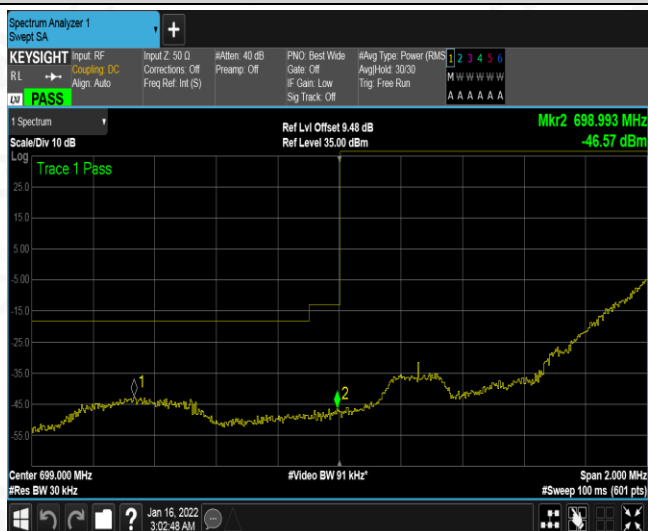 Spectrum Analyzer 1
Swept SA
+
KEYSIGHT
RL
LXI PASS
Input: RF
Coupling: DC
Align: Auto
Input Z: 50 Ω
Corrections: Off
Freq Ref: Int (S)
#Atten: 40 dB
Preamp: Off
PNO: Best Wide
Gate: Off
IF Gain: Low
Sig Track: Off
#Avg Type: Power (RMS
Avg|Hold: 30/30
Trig: Free Run
1 2 3 4 5 6
M W W W W W
A A A A A A
1 Spectrum
Scale/Div 10 dB
Ref Lvl Offset 9.48 dB
Ref Level 35.00 dBm
Mkr2 698.993 MHz
-46.57 dBm
Log
Trace 1 Pass
25.0
15.0
5.00
-5.00
-15.0
-25.0
-35.0
-45.0
-55.0
1
2
Center 699.000 MHz
#Res BW 30 kHz
#Video BW 91 kHz*
Span 2.000 MHz
#Sweep 100 ms (601 pts)
?
Jan 16, 2022
3:02:48 AM